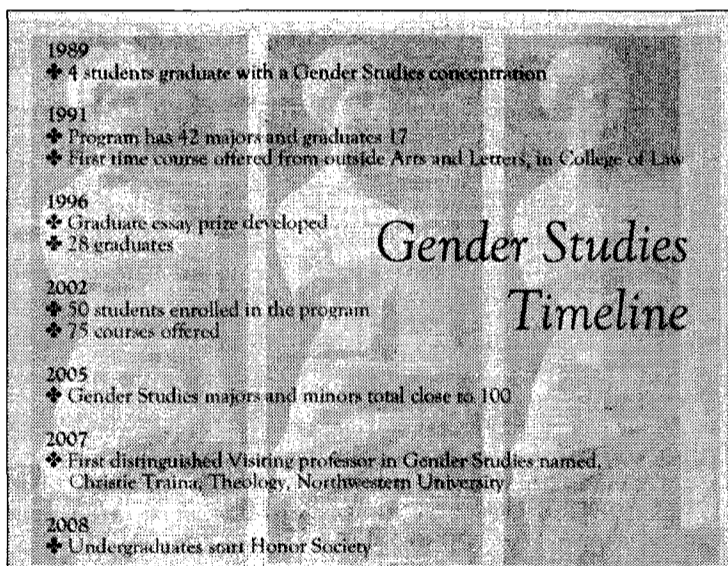 1989
✤ 4 students graduate with a Gender Studies concentration
1991
✤ Program has 42 majors and graduates 17
✤ First time course offered from outside Arts and Letters, in College of Law
1996
✤ Graduate essay prize developed
✤ 28 graduates
Gender Studies
Timeline
2002
✤ 50 students enrolled in the program
✤ 75 courses offered
2005
✤ Gender Studies majors and minors total close to 100
2007
✤ First distinguished Visiting professor in Gender Studies named,
Christie Traina, Theology, Northwestern University
2008
✤ Undergraduates start Honor Society